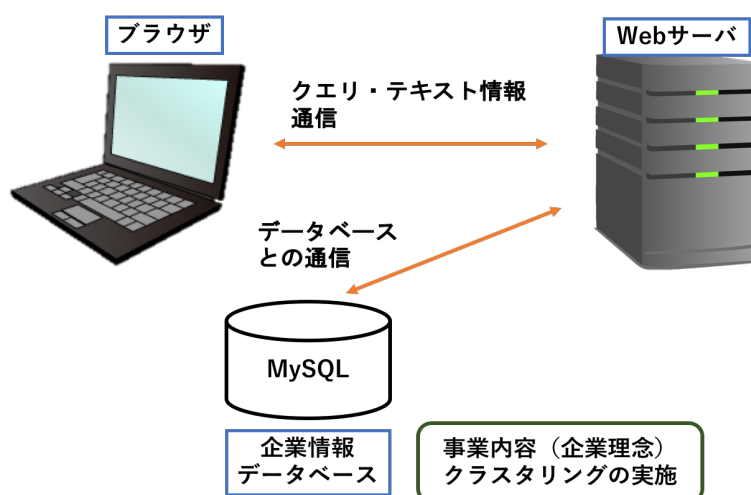 ブラウザ
Webサーバ
クエリ・テキスト情報
通信
データベース
との通信
MySQL
企業情報
データベース
事業内容（企業理念）
クラスタリングの実施